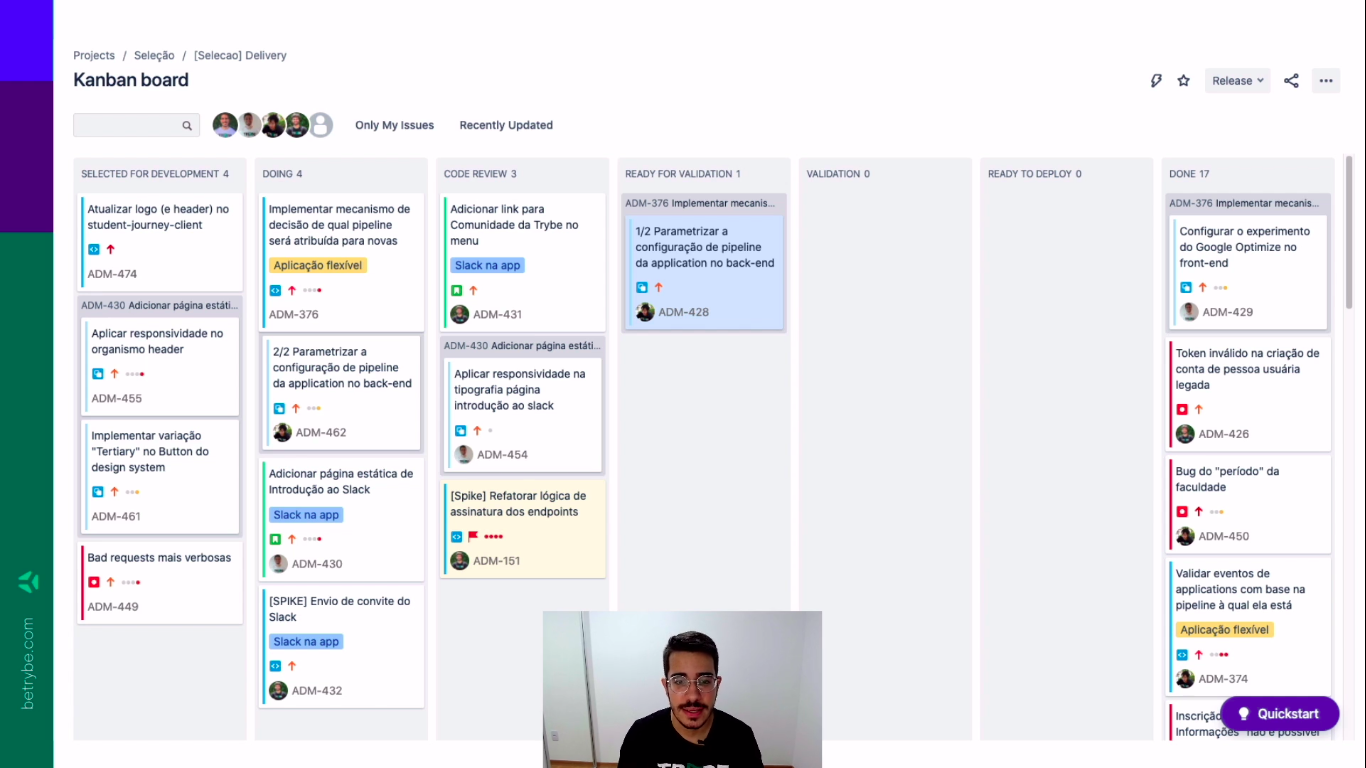 Projects / Seleção / [Selecao] Delivery
Kanban board
Release
Only My Issues
Recently Updated
SELECTED FOR DEVELOPMENT 4
Atualizar logo (e header) no
student-journey-client
ADM-474
ADM-430 Adicionar página estáti...
Aplicar responsividade no
organismo header
ADM-455
Implementar variação
"Tertiary" no Button do
design system
ADM-461
Bad requests mais verbosas
ADM-449
DOING 4
Implementar mecanismo de
decisão de qual pipeline
será atribuída para novas
Aplicação flexível
ADM-376
2/2 Parametrizar a
configuração de pipeline
da application no back-end
ADM-462
Adicionar página estática de
Introdução ao Slack
Slack na app
ADM-430
[SPIKE] Envio de convite do
Slack
Slack na app
ADM-432
CODE REVIEW 3
Adicionar link para
Comunidade da Trybe no
menu
Slack na app
ADM-431
ADM-430 Adicionar página estáti...
Aplicar responsividade na
tipografia página
introdução ao slack
ADM-454
[Spike] Refatorar lógica de
assinatura dos endpoints
ADM-151
READY FOR VALIDATION 1
ADM-376 Implementar mecanis...
1/2 Parametrizar a
configuração de pipeline
da application no back-end
ADM-428
VALIDATION 0
READY TO DEPLOY 0
DONE 17
ADM-376 Implementar mecanis...
Configurar o experimento
do Google Optimize no
front-end
ADM-429
Token inválido na criação de
conta de pessoa usuária
legada
ADM-426
Bug do "período" da
faculdade
ADM-450
Validar eventos de
applications com base na
pipeline à qual ela está
Aplicação flexível
ADM-374
Quickstart
betrybe.com